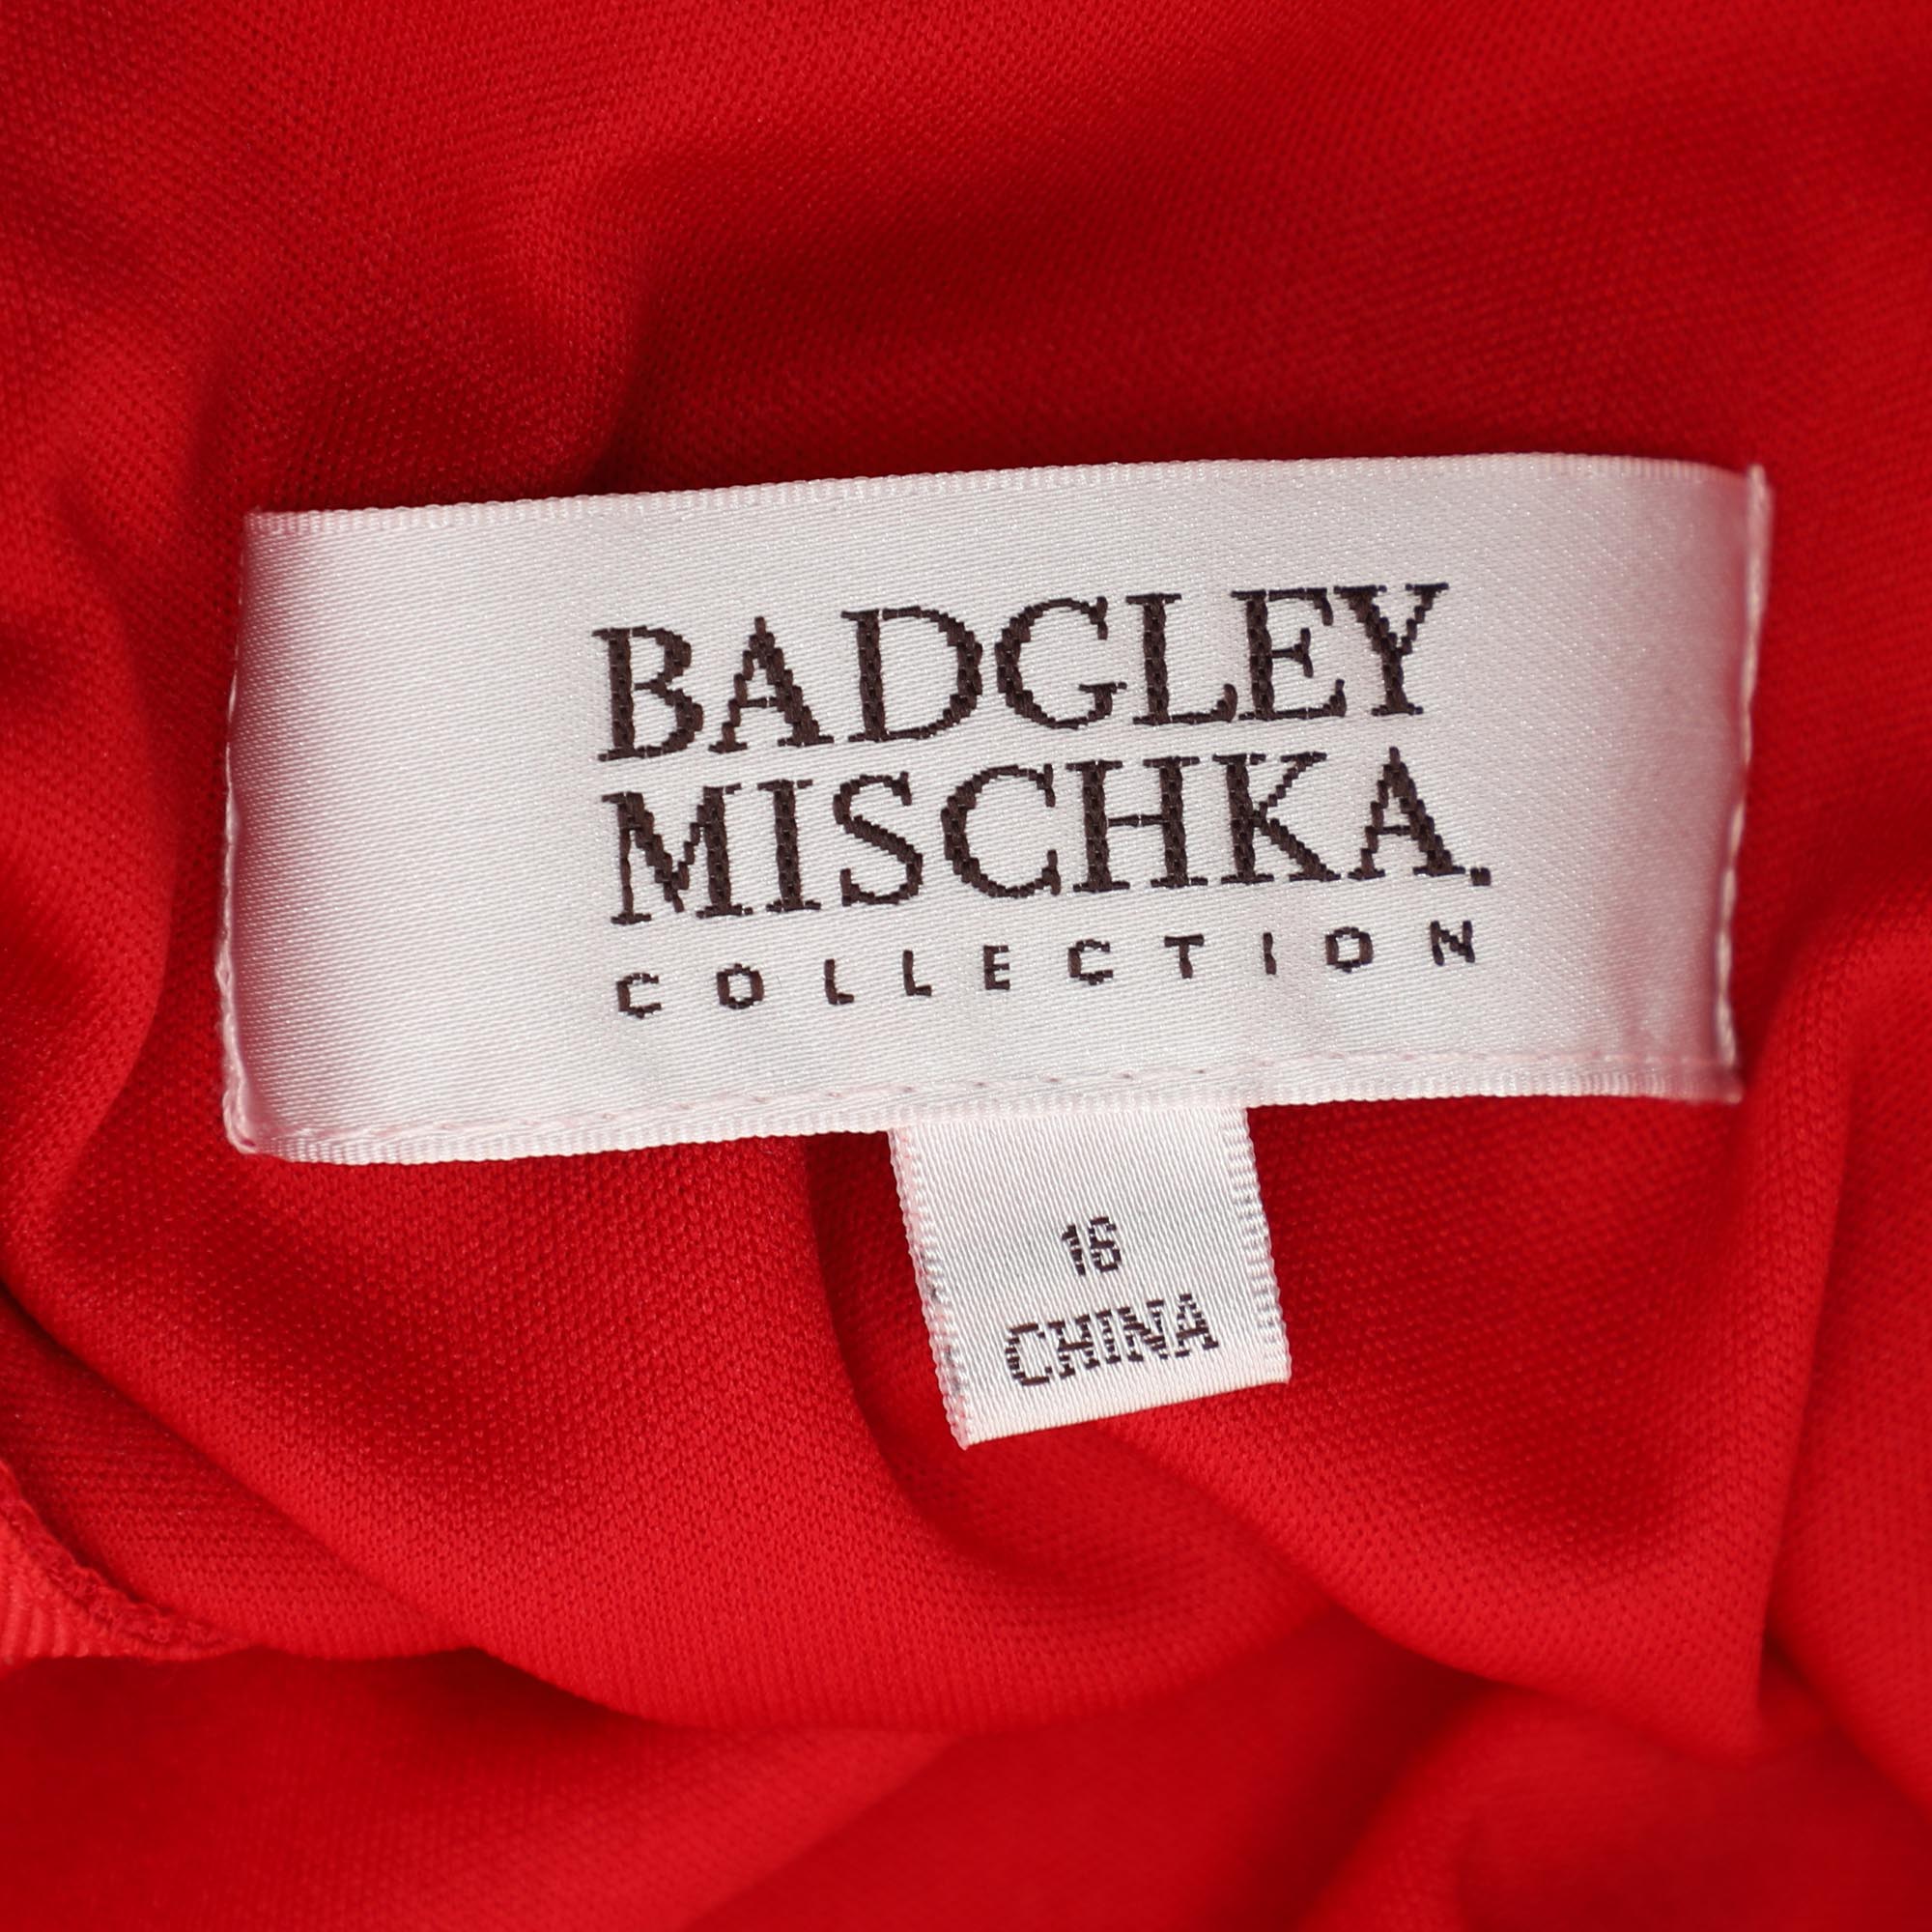 BADGLEY
MISCHKA.
COLLECTION
16
CHINA